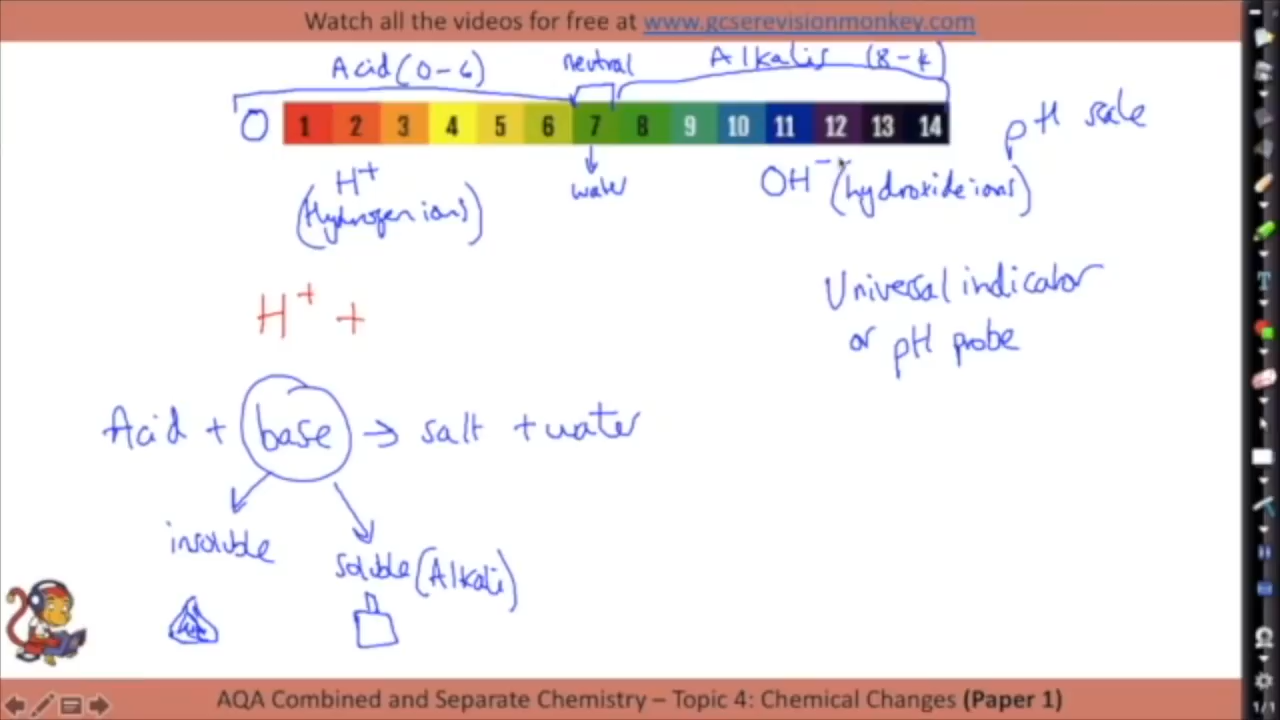 Watch all the videos for free at www.gcserevisionmonkey.com
Acid (0-6) neutral Alkalis (8-14)
0 1 2 3 4 5 6 7 8 9 10 11 12 13 14
pH scale
H+ water OH- (hydroxide ions)
(Hydrogen ions)
Universal indicator
H+ +
or pH probe
Acid + base → salt + water
insoluble
soluble (Alkali)
AQA Combined and Separate Chemistry – Topic 4: Chemical Changes (Paper 1)
1/1